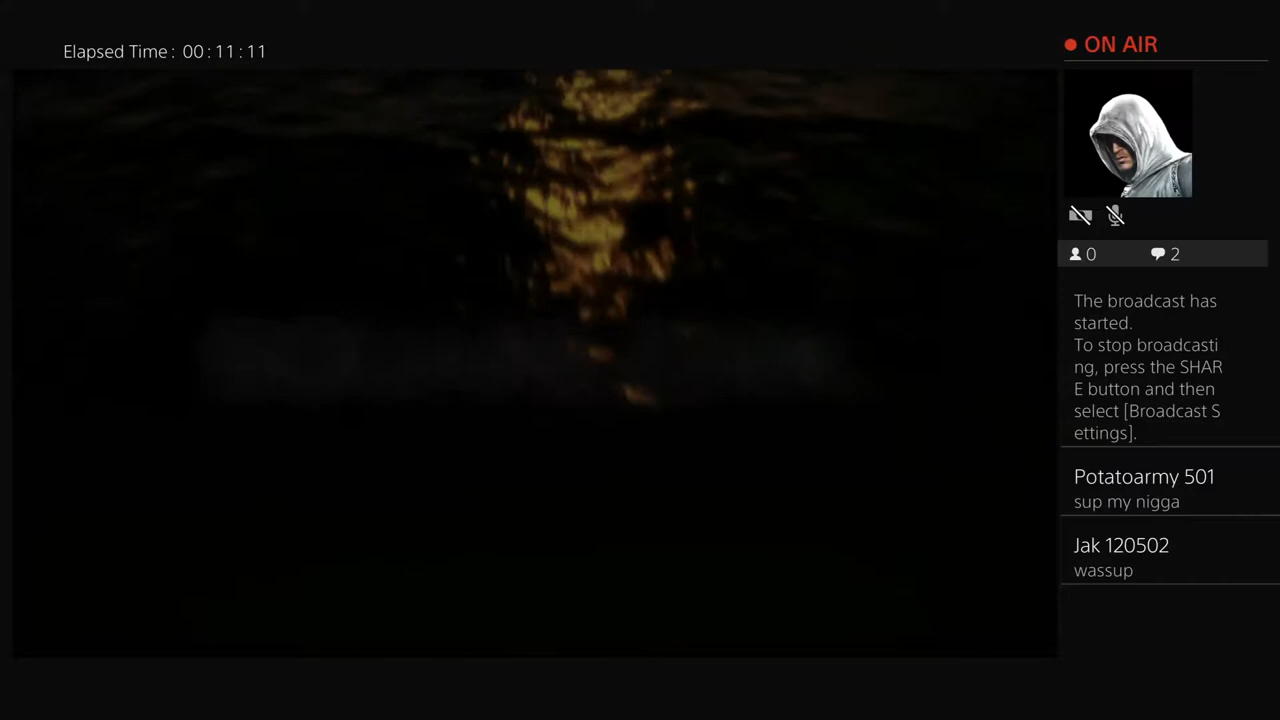 Elapsed Time: 00:11:11
ON AIR
0
2
The broadcast has
started.
To stop broadcasti
ng, press the SHAR
E button and then
select [Broadcast S
ettings].
Potatoarmy 501
sup my nigga
Jak 120502
wassup